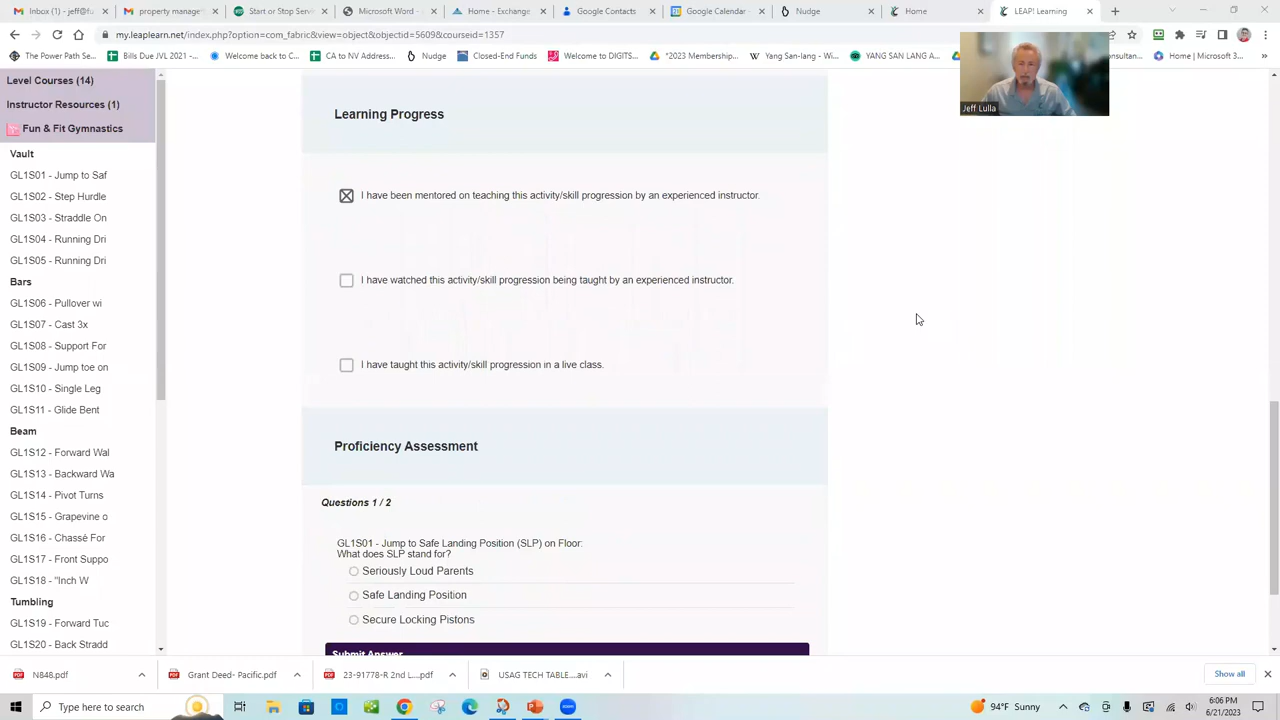 Inbox (1) - jeff@fu
property managem
Start or Stop Servi
Microsoft Word -
Home - Exchange
Google Contacts
Google Calendar -
Nudge
Home
LEAP! Learning
my.leaplearn.net/index.php?option=com_fabric&view=object&objectid=5609&courseid=1357
The Power Path Se...
Bills Due JVL 2021 -...
Welcome back to C...
CA to NV Address...
Nudge
Closed-End Funds
Welcome to DIGITS...
"2023 Membership...
Yang San-lang - Wi...
YANG SAN LANG A...
onsultan...
Home | Microsoft 3...
Jeff Lulla
Level Courses (14)
Instructor Resources (1)
Fun & Fit Gymnastics
Vault
GL1S01 - Jump to Saf
GL1S02 - Step Hurdle
GL1S03 - Straddle On
GL1S04 - Running Dri
GL1S05 - Running Dri
Bars
GL1S06 - Pullover wi
GL1S07 - Cast 3x
GL1S08 - Support For
GL1S09 - Jump toe on
GL1S10 - Single Leg
GL1S11 - Glide Bent
Beam
GL1S12 - Forward Wal
GL1S13 - Backward Wa
GL1S14 - Pivot Turns
GL1S15 - Grapevine o
GL1S16 - Chassé For
GL1S17 - Front Suppo
GL1S18 - "Inch W
Tumbling
GL1S19 - Forward Tuc
GL1S20 - Back Stradd
Learning Progress
I have been mentored on teaching this activity/skill progression by an experienced instructor.
I have watched this activity/skill progression being taught by an experienced instructor.
I have taught this activity/skill progression in a live class.
Proficiency Assessment
Questions 1 / 2
GL1S01 - Jump to Safe Landing Position (SLP) on Floor:
What does SLP stand for?
Seriously Loud Parents
Safe Landing Position
Secure Locking Pistons
Submit Answer
N848.pdf
Grant Deed- Pacific.pdf
23-91778-R 2nd L....pdf
USAG TECH TABLE....avi
Show all
Type here to search
zoom
94°F Sunny
6:06 PM
6/21/2023